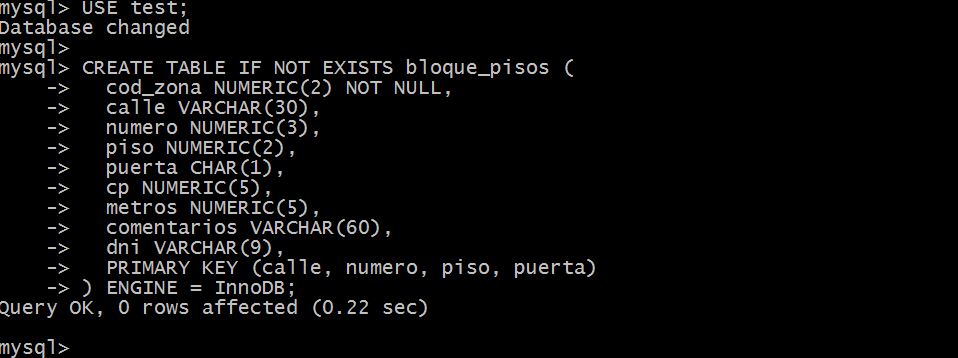 mysql> USE test;
Database changed
mysql>
mysql> CREATE TABLE IF NOT EXISTS bloque_pisos (
    ->   cod_zona NUMERIC(2) NOT NULL,
    ->   calle VARCHAR(30),
    ->   numero NUMERIC(3),
    ->   piso NUMERIC(2),
    ->   puerta CHAR(1),
    ->   cp NUMERIC(5),
    ->   metros NUMERIC(5),
    ->   comentarios VARCHAR(60),
    ->   dni VARCHAR(9),
    ->   PRIMARY KEY (calle, numero, piso, puerta)
    -> ) ENGINE = InnoDB;
Query OK, 0 rows affected (0.22 sec)

mysql>